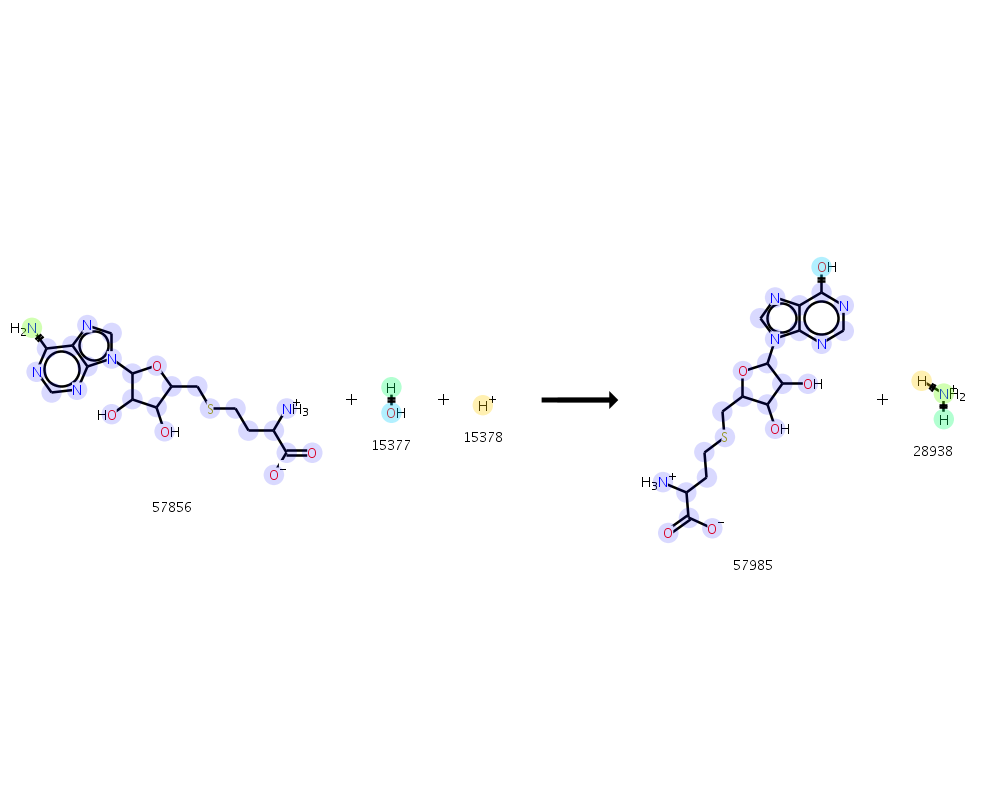 H₂N
N
N
N
N
O
HO
OH
S
NH₃⁺
O
O⁻
57856
+
H
OH
15377
+
H⁺
15378
OH
N
N
N
N
O
OH
OH
S
H₃N⁺
O
O⁻
57985
+
H
NH₂⁺
H
28938